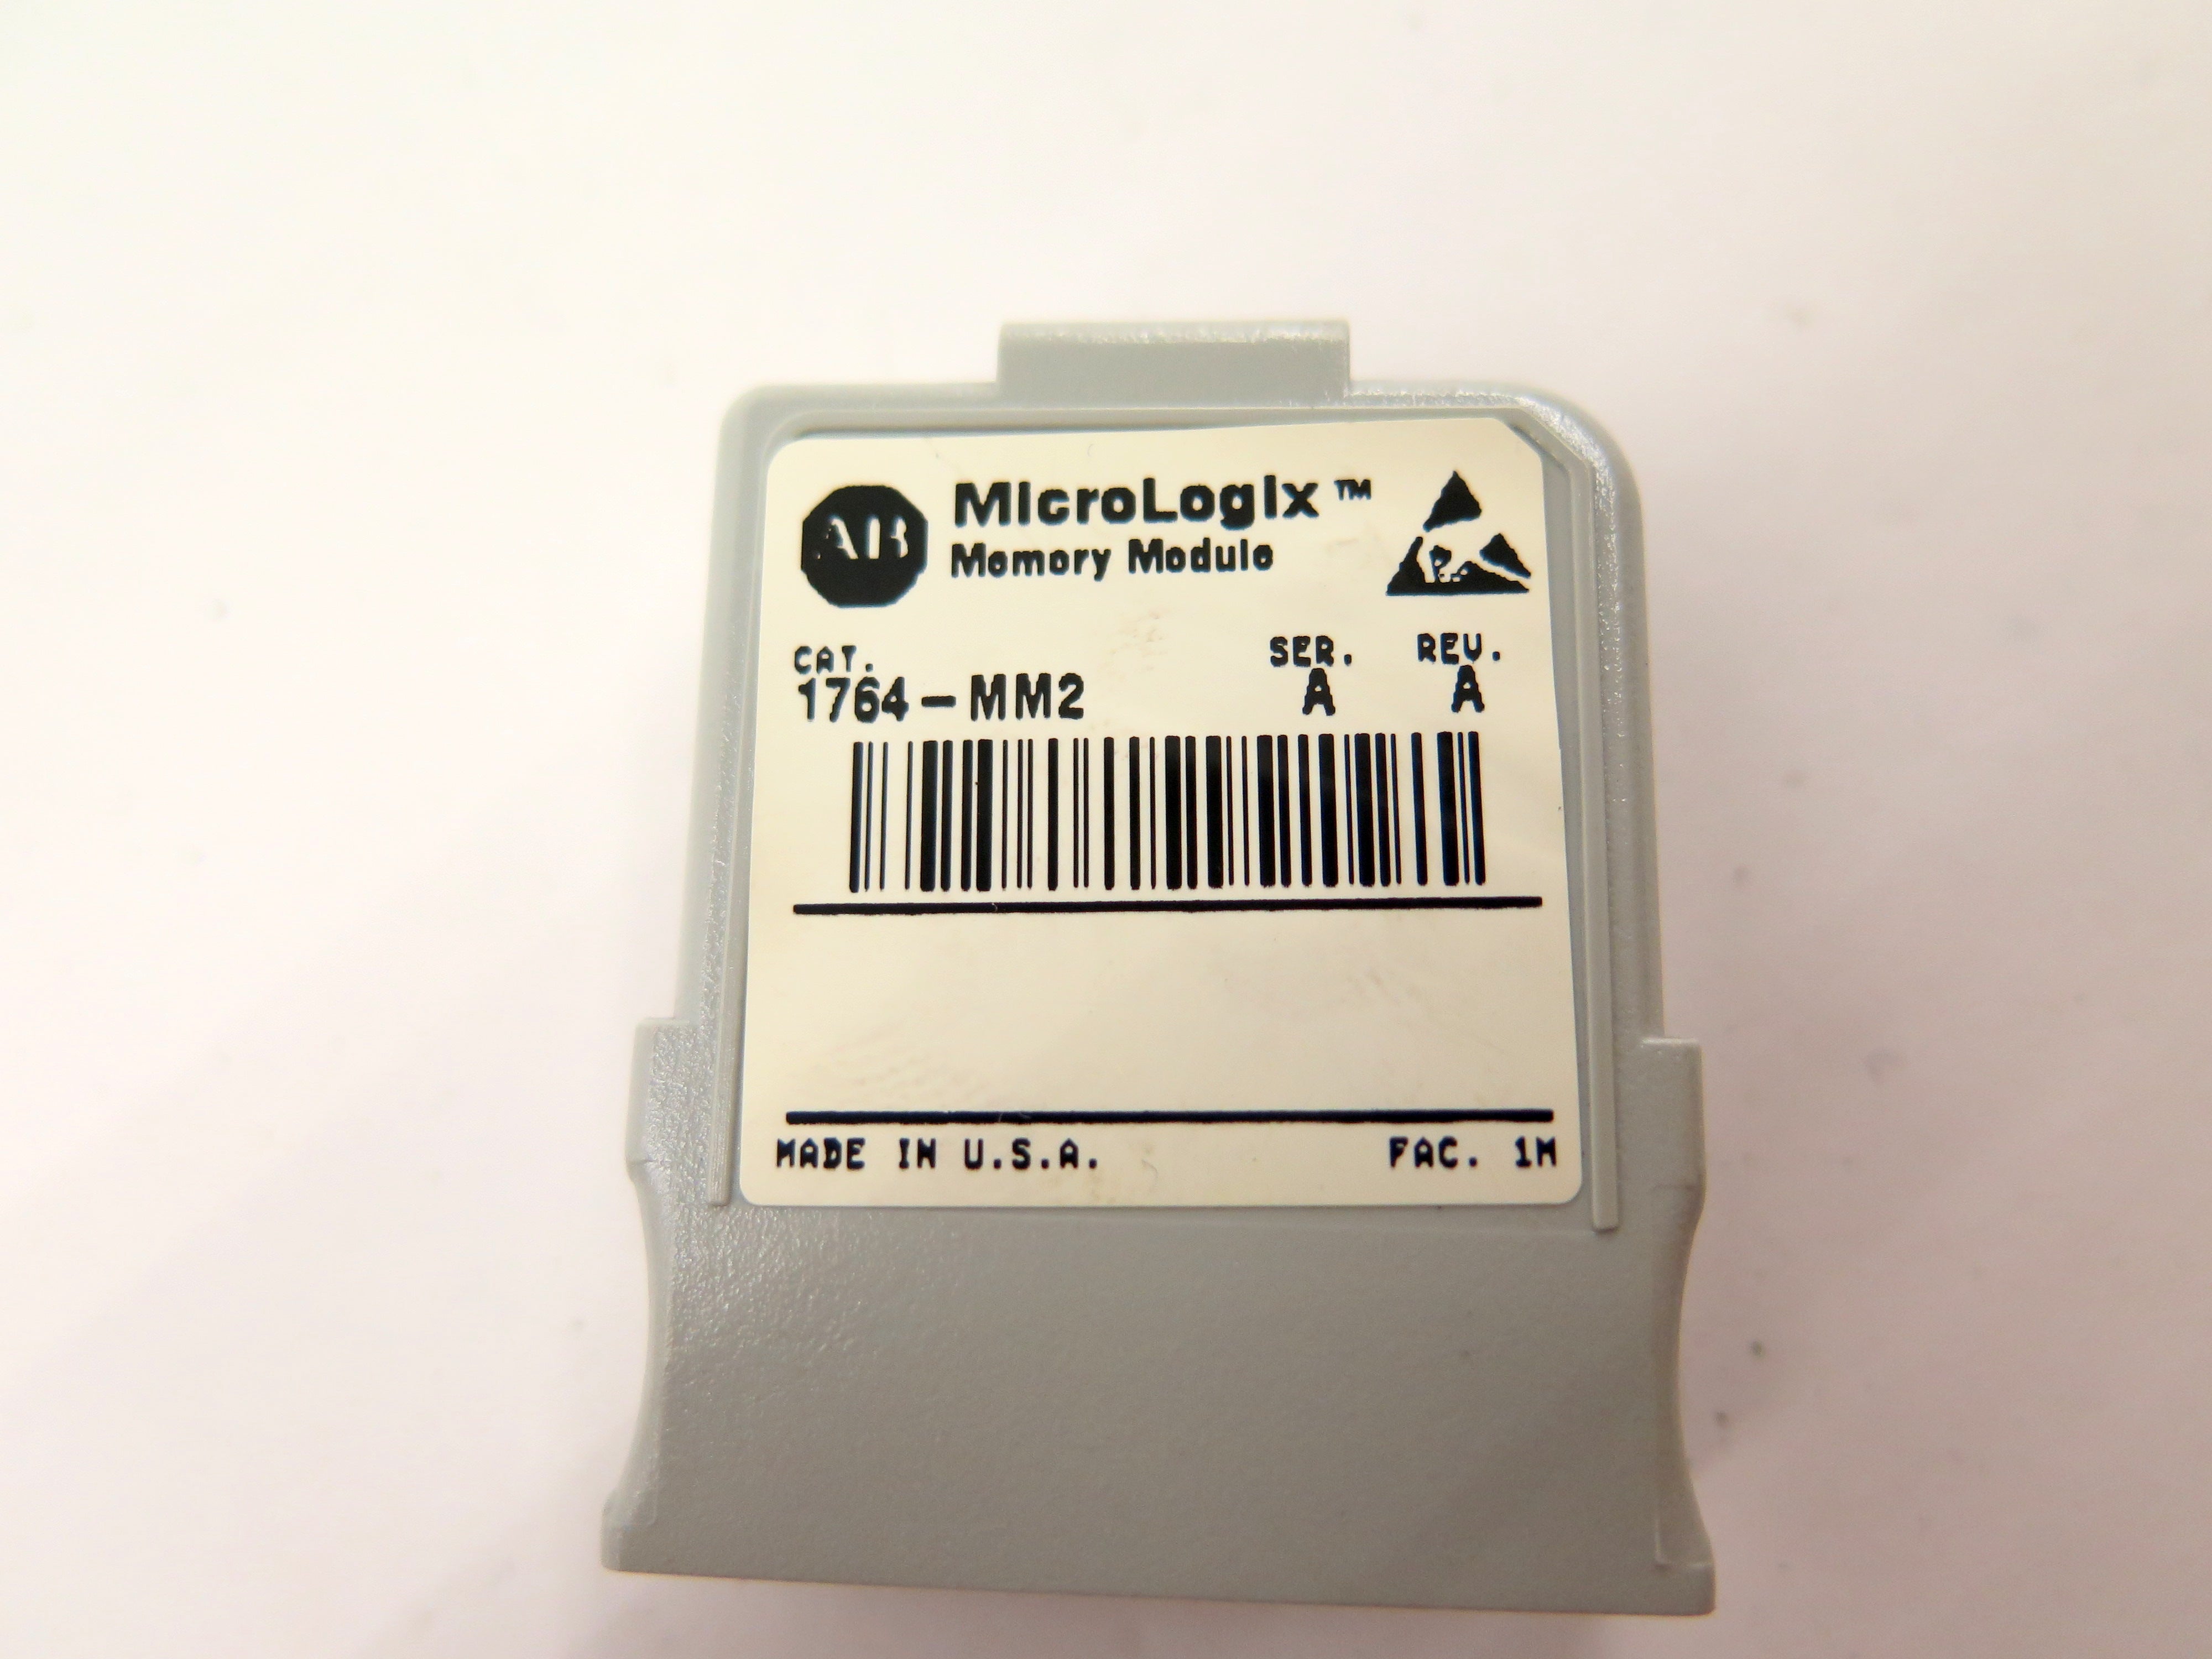 AB MicroLogix™
Memory Module
CAT. SER. REV.
1764-MM2 A A
MADE IN U.S.A. FAC. 1M